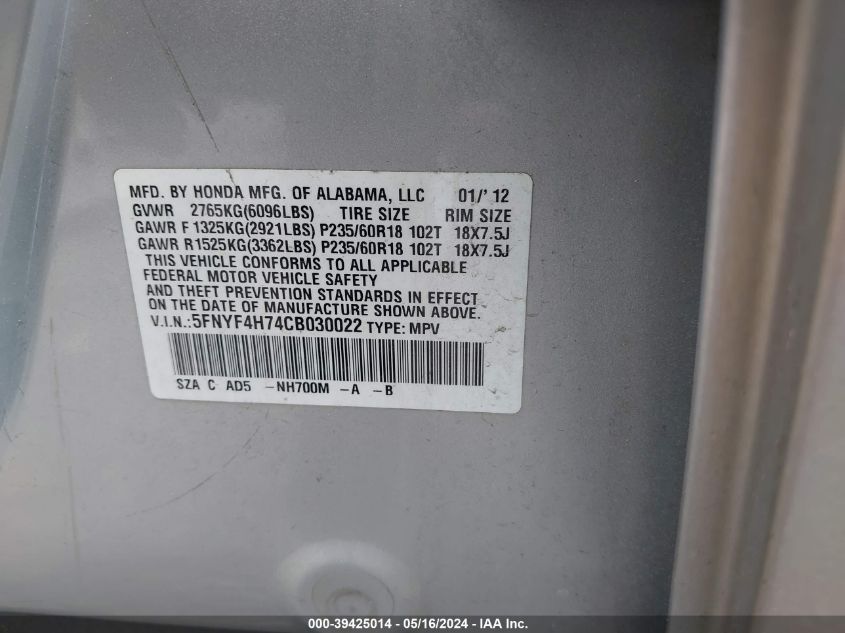 MFD. BY HONDA MFG. OF ALABAMA, LLC 01/'12
GVWR 2765KG(6096LBS) TIRE SIZE RIM SIZE
GAWR F 1325KG(2921LBS) P235/60R18 102T 18X7.5J
GAWR R 1525KG(3362LBS) P235/60R18 102T 18X7.5J
THIS VEHICLE CONFORMS TO ALL APPLICABLE
FEDERAL MOTOR VEHICLE SAFETY
AND THEFT PREVENTION STANDARDS IN EFFECT
ON THE DATE OF MANUFACTURE SHOWN ABOVE.
V.I.N.:5FNYF4H74CB030022 TYPE: MPV
SZA C AD5 -NH700M -A -B
000-39425014 - 05/16/2024 - IAA Inc.